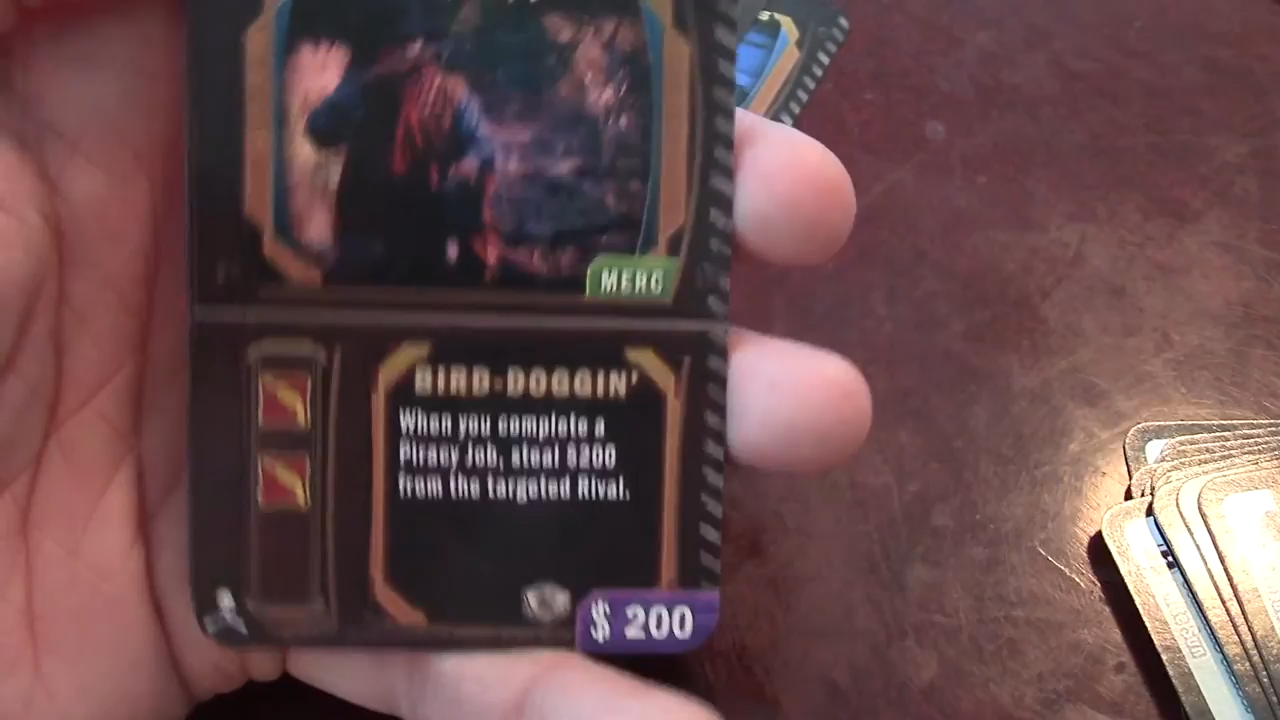 MERC
BIRD-DOGGIN'
When you complete a
Piracy Job, steal $200
from the targeted Rival.
$ 200